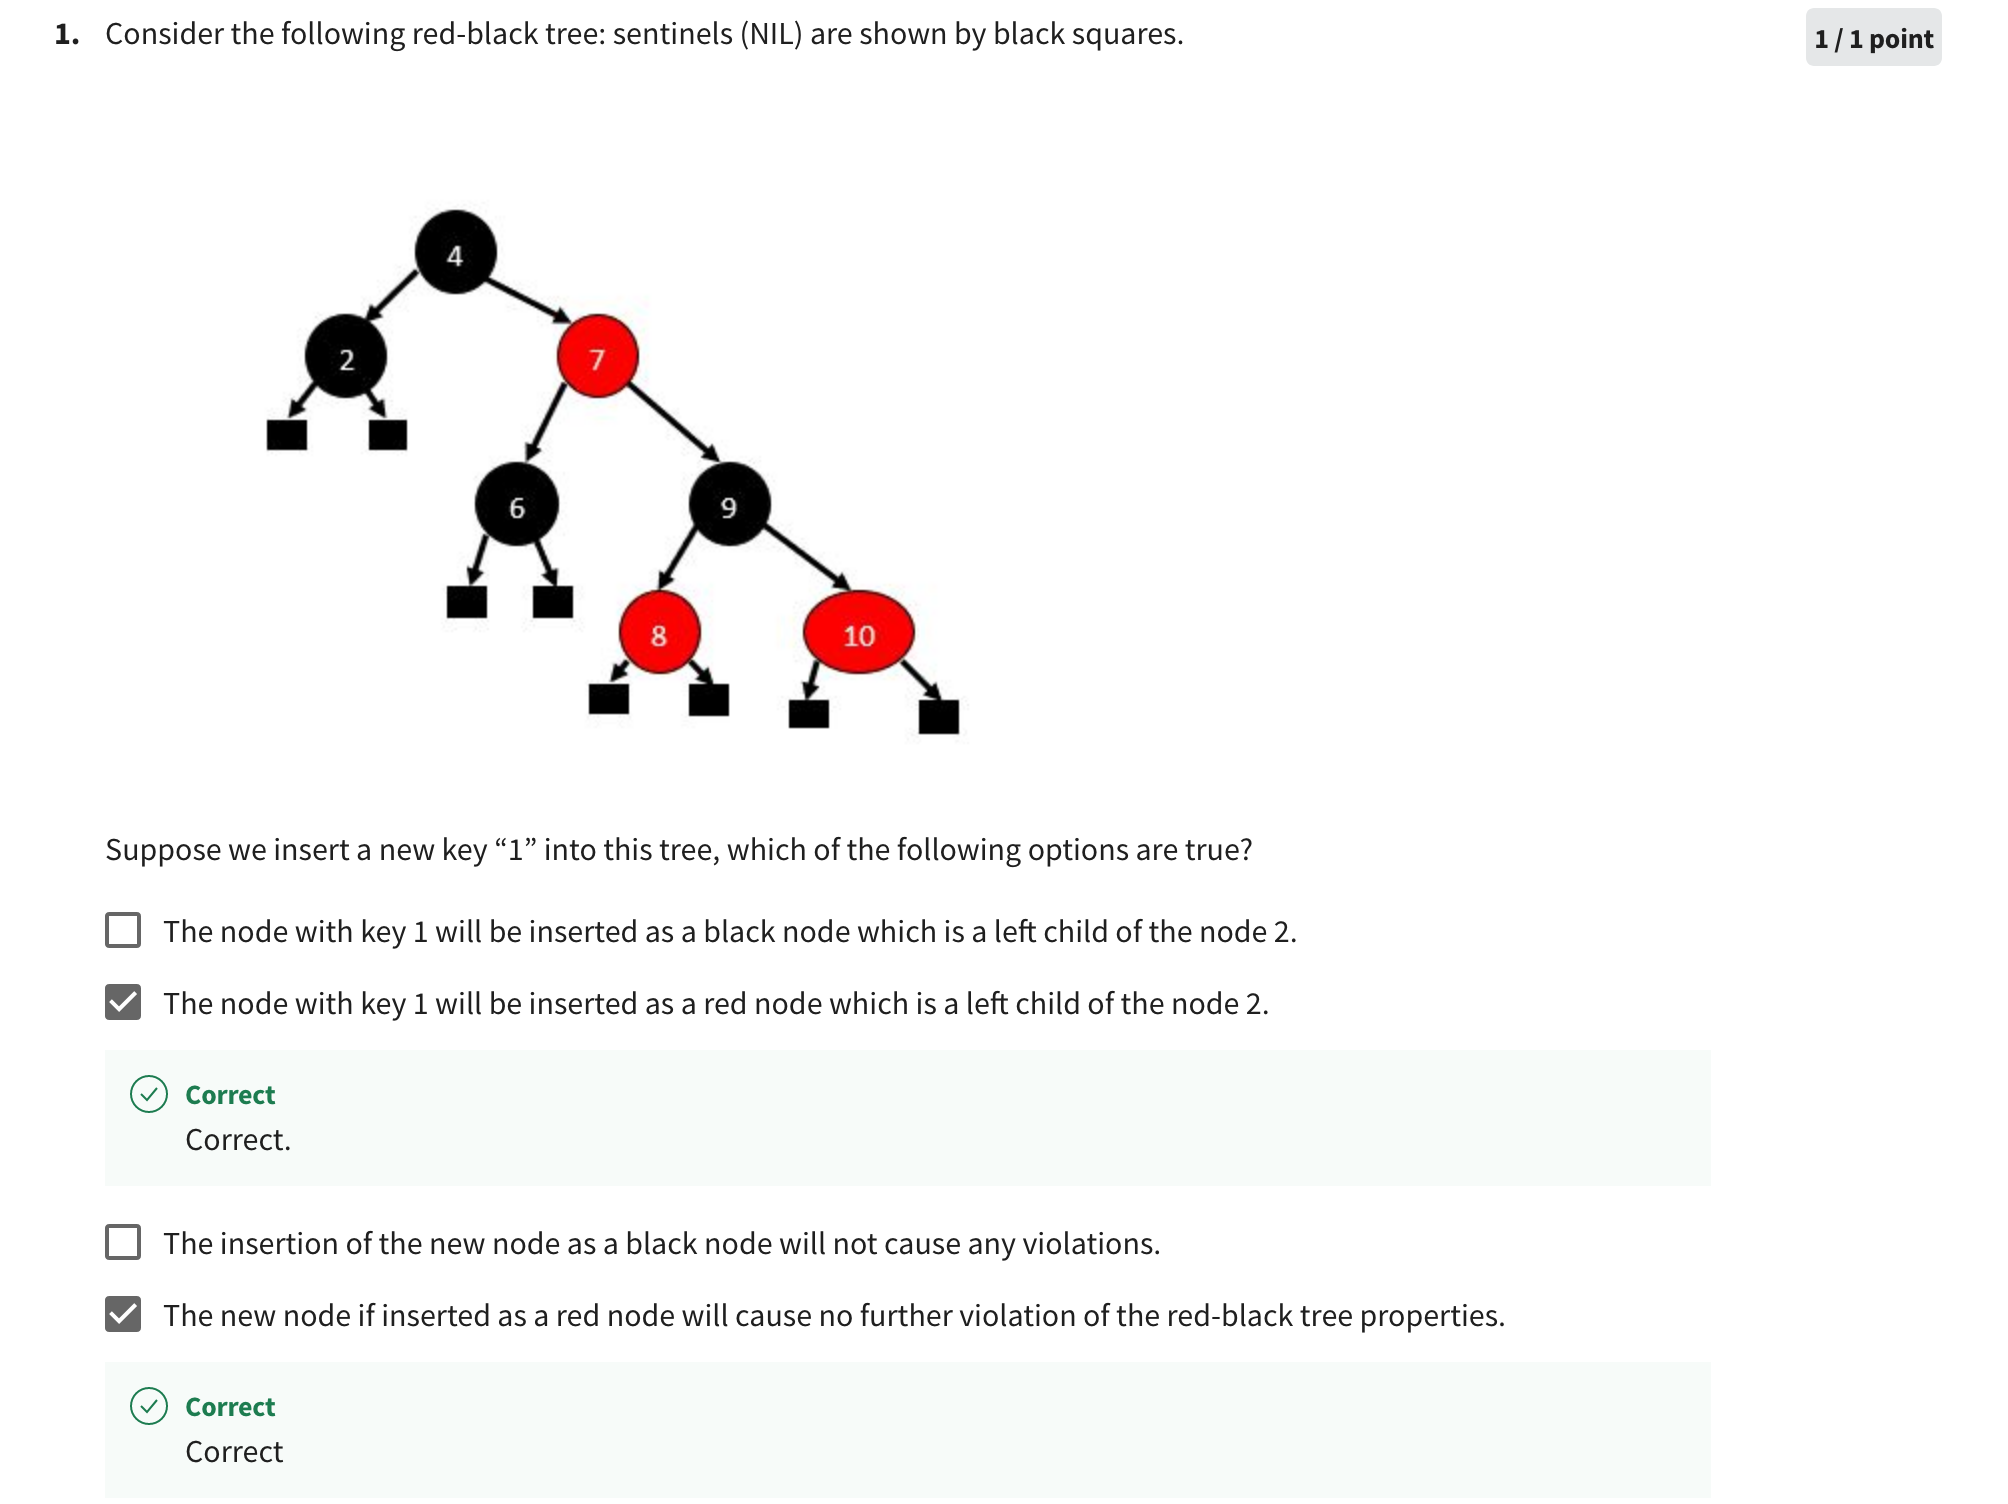 1. Consider the following red-black tree: sentinels (NIL) are shown by black squares.
1 / 1 point
4
2
7
6
9
8
10
Suppose we insert a new key “1” into this tree, which of the following options are true?
The node with key 1 will be inserted as a black node which is a left child of the node 2.
The node with key 1 will be inserted as a red node which is a left child of the node 2.
Correct
Correct.
The insertion of the new node as a black node will not cause any violations.
The new node if inserted as a red node will cause no further violation of the red-black tree properties.
Correct
Correct